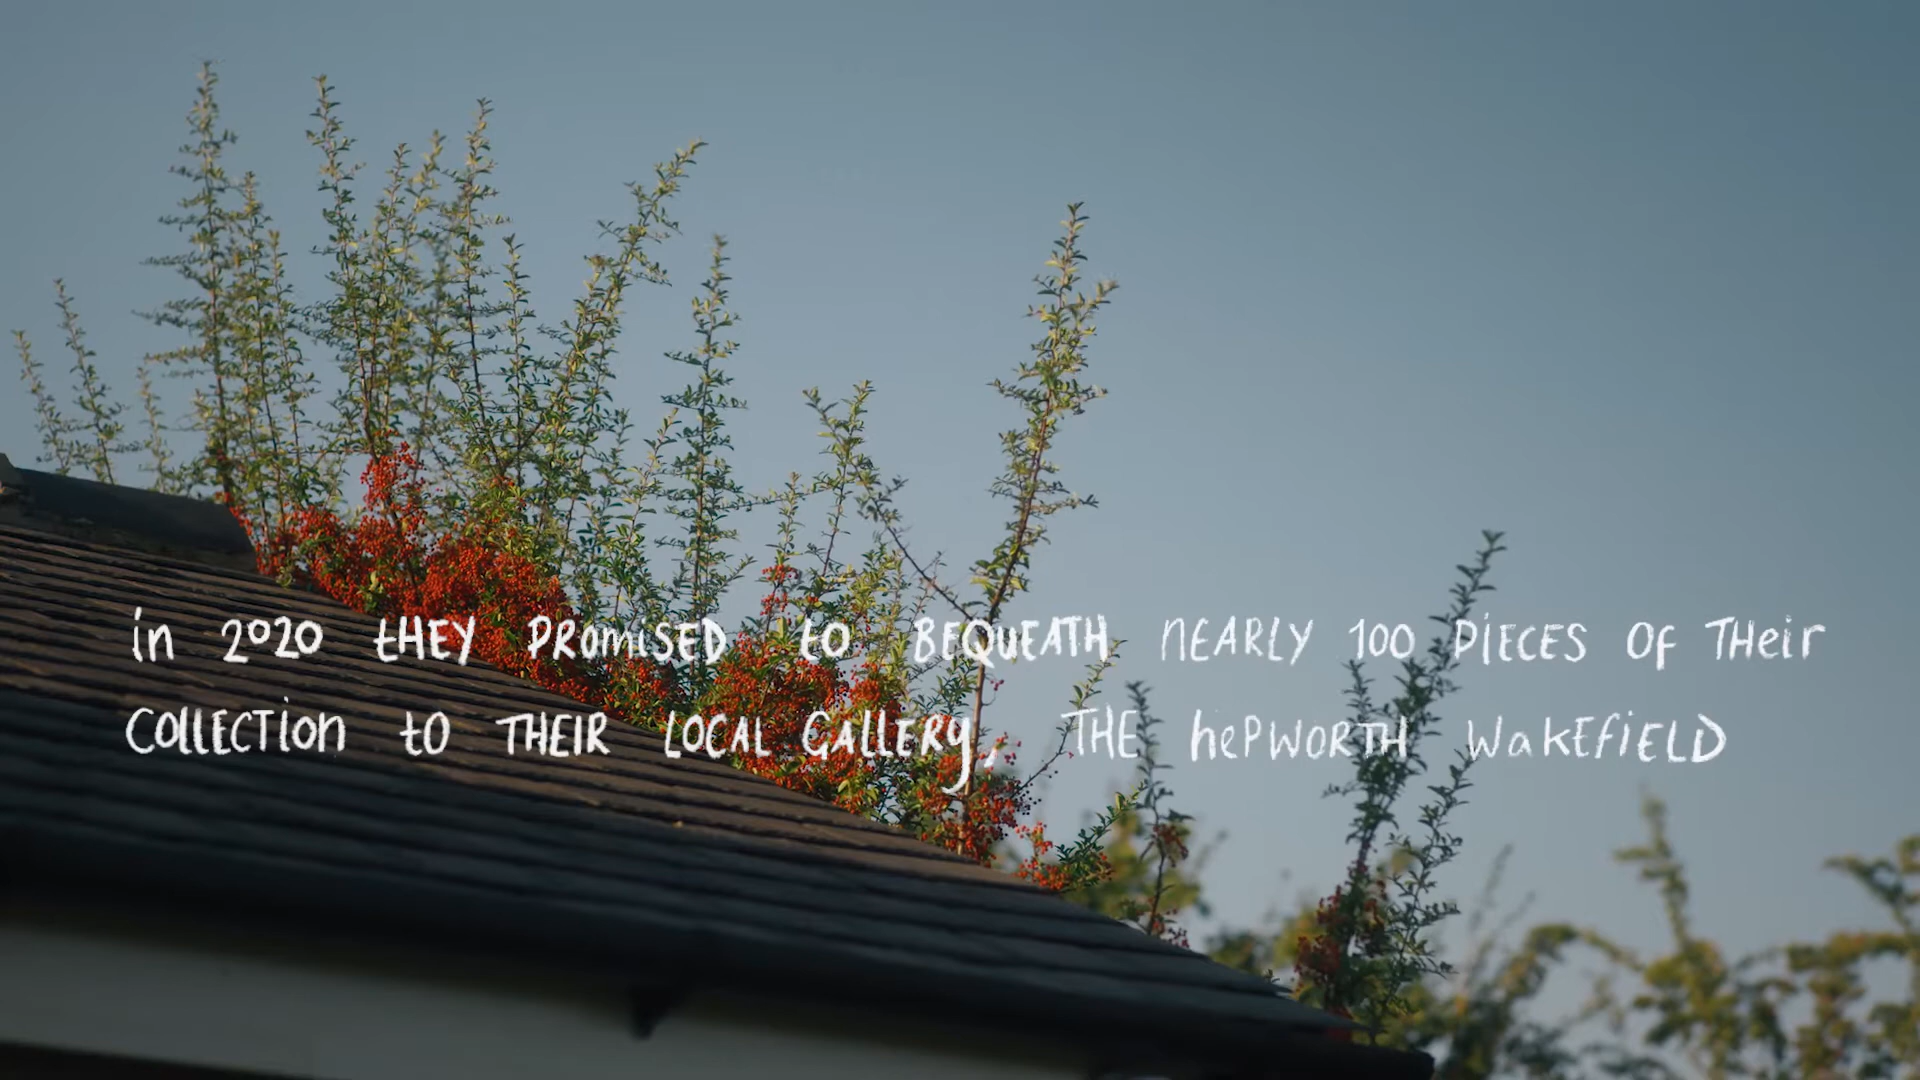 in 2020 tHEY PROmiSED to BEQUEATH NEARLY 100 PiECES OF THeir
COLLECTion to THEIR LOCAL GALLERy, THE hePWORTH WaKEFiELD